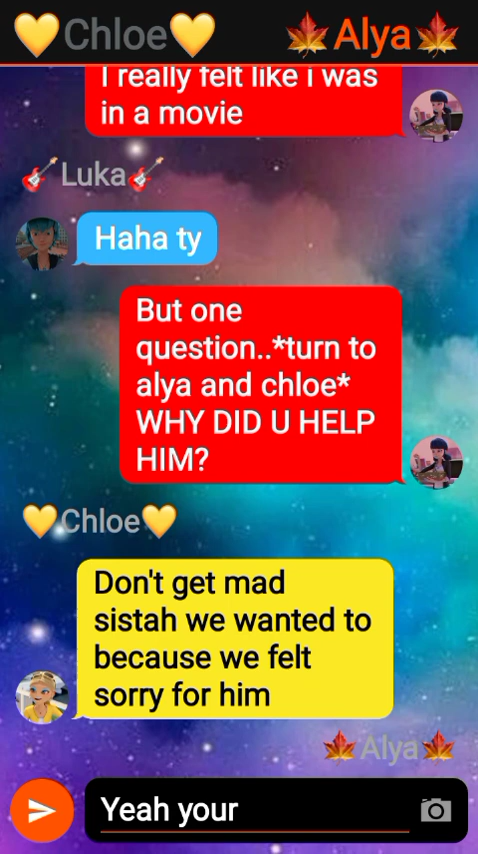 💛Chloe💛 🍁Alya🍁
I really felt like i was
in a movie
🎸Luka🎸
Haha ty
But one
question..*turn to
alya and chloe*
WHY DID U HELP
HIM?
💛Chloe💛
Don't get mad
sistah we wanted to
because we felt
sorry for him
🍁Alya🍁
Yeah your